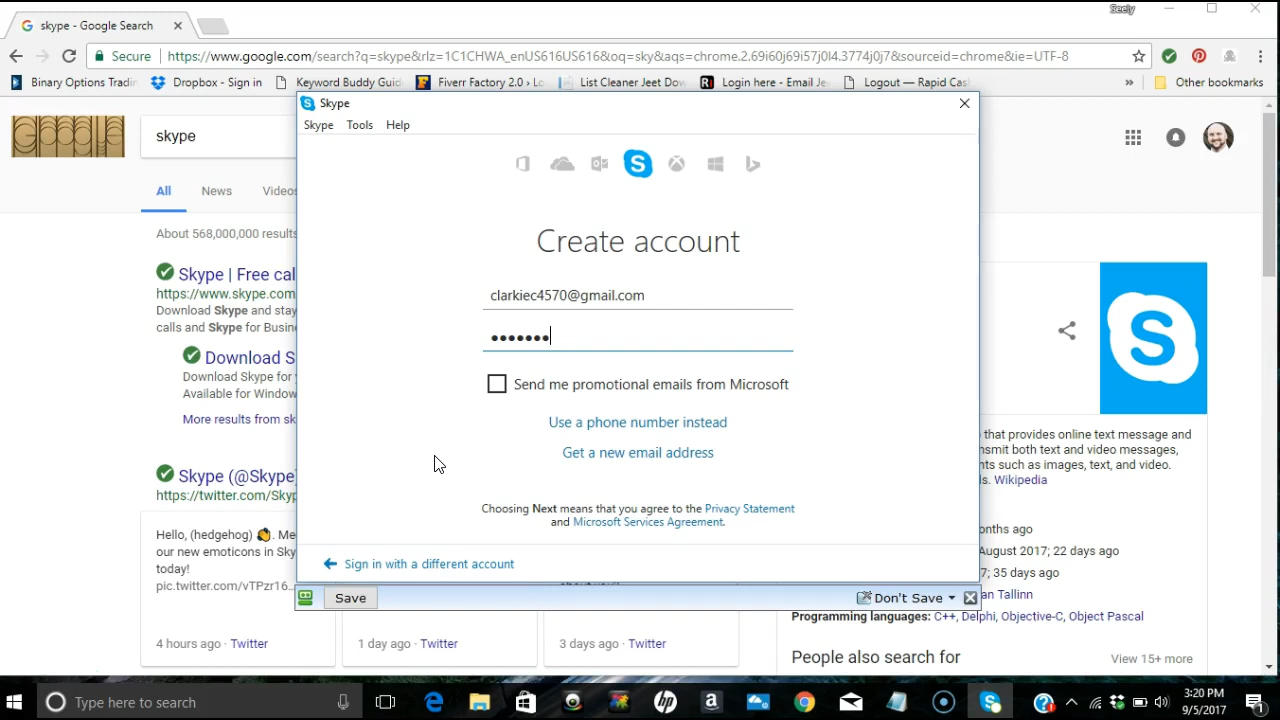 Seely
skype - Google Search
Secure https://www.google.com/search?q=skype&rlz=1C1CHWA_enUS616US616&oq=sky&aqs=chrome.2.69i60j69i57j0l4.3774j0j7&sourceid=chrome&ie=UTF-8
Binary Options Tradin Dropbox - Sign in Keyword Buddy Guid Fiverr Factory 2.0 › Lo List Cleaner Jeet Dow Login here - Email Je Logout — Rapid Cas » Other bookmarks
Skype
Skype Tools Help
skype
All News Videos
About 568,000,000 results
Skype | Free cal
https://www.skype.com
Download Skype and stay
calls and Skype for Busine
Download S
Download Skype for y
Available for Window
More results from sk
Skype (@Skype)
https://twitter.com/Skyp
Hello, (hedgehog) . Me
our new emoticons in Sky
today!
pic.twitter.com/vTPzr16...
4 hours ago · Twitter
1 day ago · Twitter
3 days ago · Twitter
Create account
clarkiec4570@gmail.com
•••••••
Send me promotional emails from Microsoft
Use a phone number instead
Get a new email address
Choosing Next means that you agree to the Privacy Statement
and Microsoft Services Agreement.
Sign in with a different account
Save Don't Save
that provides online text message and
nsmit both text and video messages,
nts such as images, text, and video.
s. Wikipedia
onths ago
August 2017; 22 days ago
7; 35 days ago
an Tallinn
Programming languages: C++, Delphi, Objective-C, Object Pascal
People also search for View 15+ more
Type here to search
3:20 PM
9/5/2017